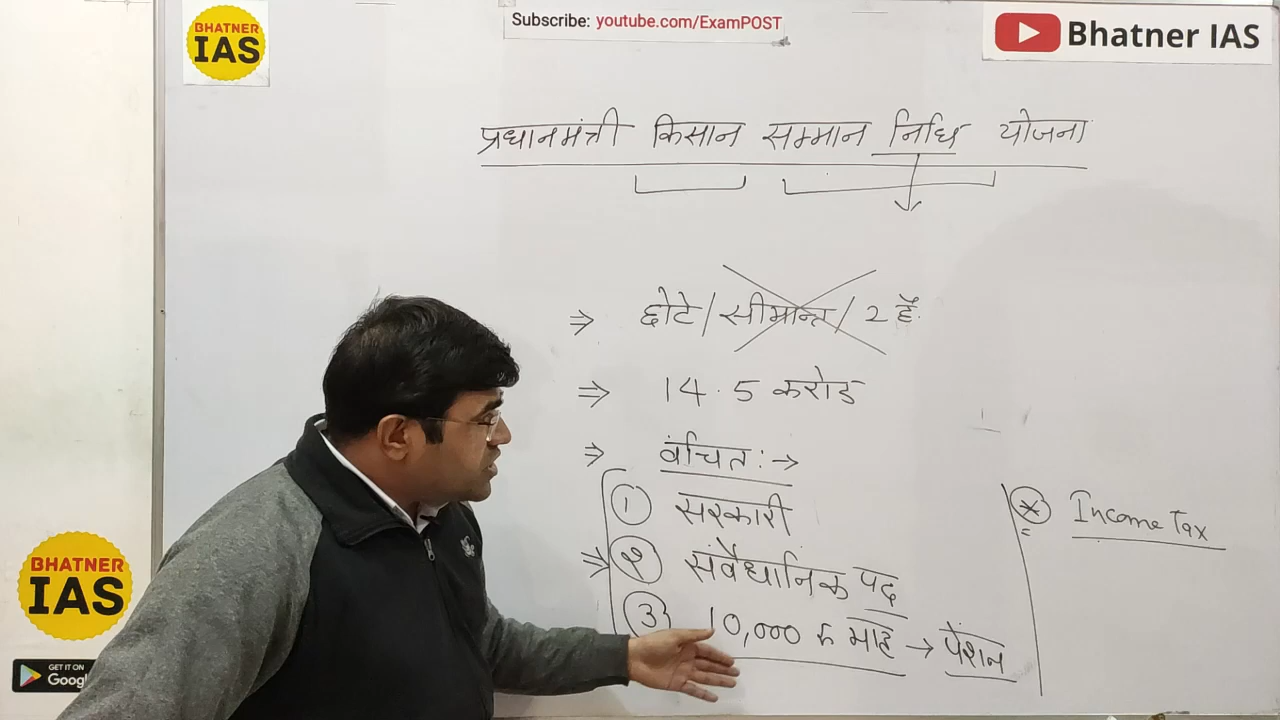 BHATNER
IAS
Subscribe: youtube.com/ExamPOST
Bhatner IAS
प्रधानमंत्री किसान सम्मान निधि योजना
⇒ छोटे/सीमान्त/2 हें.
⇒ 14.5 करोड
⇒ वंचित :→
① सरकारी
⇒ ② संवैधानिक पद
③ 10,000 रु माह → पेंशन
* Income Tax
BHATNER
IAS
GET IT ON
Goog